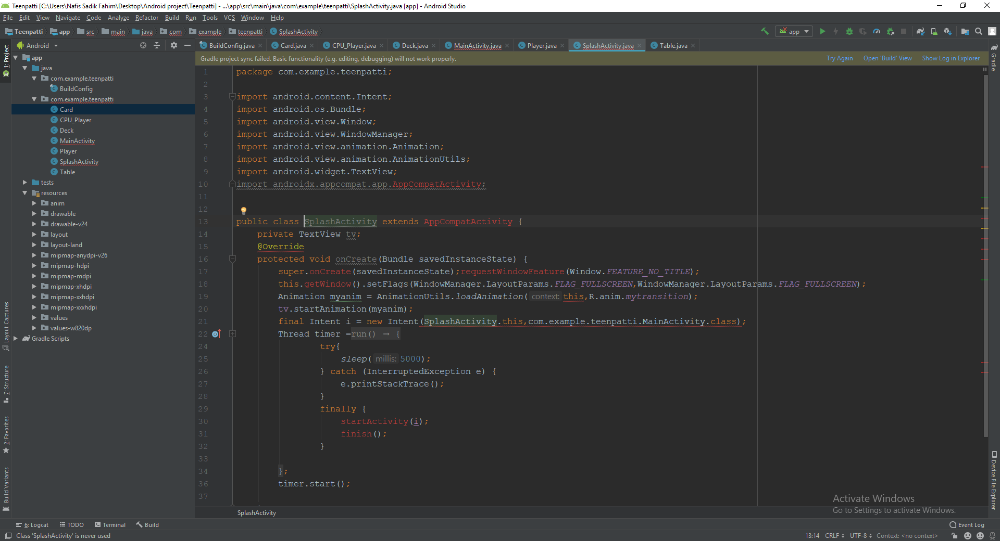 Teenpatti [C:\Users\Nafis Sadik Fahim\Desktop\Android project\Teenpatti] - ...\app\src\main\java\com\example\teenpatti\SplashActivity.java [app] - Android Studio
File Edit View Navigate Code Analyze Refactor Build Run Tools VCS Window Help
Teenpatti app src main java com example teenpatti SplashActivity
app
Android
BuildConfig.java Card.java CPU_Player.java Deck.java MainActivity.java Player.java SplashActivity.java Table.java
Gradle project sync failed. Basic functionality (e.g. editing, debugging) will not work properly.
Try Again Open 'Build' View Show Log in Explorer
1: Project
Layout Captures
7: Structure
2: Favorites
Build Variants
app
java
com.example.teenpatti
BuildConfig
com.example.teenpatti
Card
CPU_Player
Deck
MainActivity
Player
SplashActivity
Table
tests
resources
anim
drawable
drawable-v24
layout
layout-land
mipmap-anydpi-v26
mipmap-hdpi
mipmap-mdpi
mipmap-xhdpi
mipmap-xxhdpi
mipmap-xxxhdpi
values
values-w820dp
Gradle Scripts
1 package com.example.teenpatti;
2
3 import android.content.Intent;
4 import android.os.Bundle;
5 import android.view.Window;
6 import android.view.WindowManager;
7 import android.view.animation.Animation;
8 import android.view.animation.AnimationUtils;
9 import android.widget.TextView;
10 import androidx.appcompat.app.AppCompatActivity;
11
12
13 public class SplashActivity extends AppCompatActivity {
14 private TextView tv;
15 @Override
16 protected void onCreate(Bundle savedInstanceState) {
17 super.onCreate(savedInstanceState);requestWindowFeature(Window.FEATURE_NO_TITLE);
18 this.getWindow().setFlags(WindowManager.LayoutParams.FLAG_FULLSCREEN,WindowManager.LayoutParams.FLAG_FULLSCREEN);
19 Animation myanim = AnimationUtils.loadAnimation( context: this,R.anim.mytransition);
20 tv.startAnimation(myanim);
21 final Intent i = new Intent(SplashActivity.this,com.example.teenpatti.MainActivity.class);
22 Thread timer =run() → {
24 try{
25 sleep( millis: 5000);
26 } catch (InterruptedException e) {
27 e.printStackTrace();
28 }
29 finally {
30 startActivity(i);
31 finish();
32 }
33
34 };
36 timer.start();
37
SplashActivity
Gradle
Device File Explorer
Activate Windows
Go to Settings to activate Windows.
6: Logcat TODO Terminal Build
Event Log
Class 'SplashActivity' is never used
13:14 CRLF UTF-8 Context: <no context>